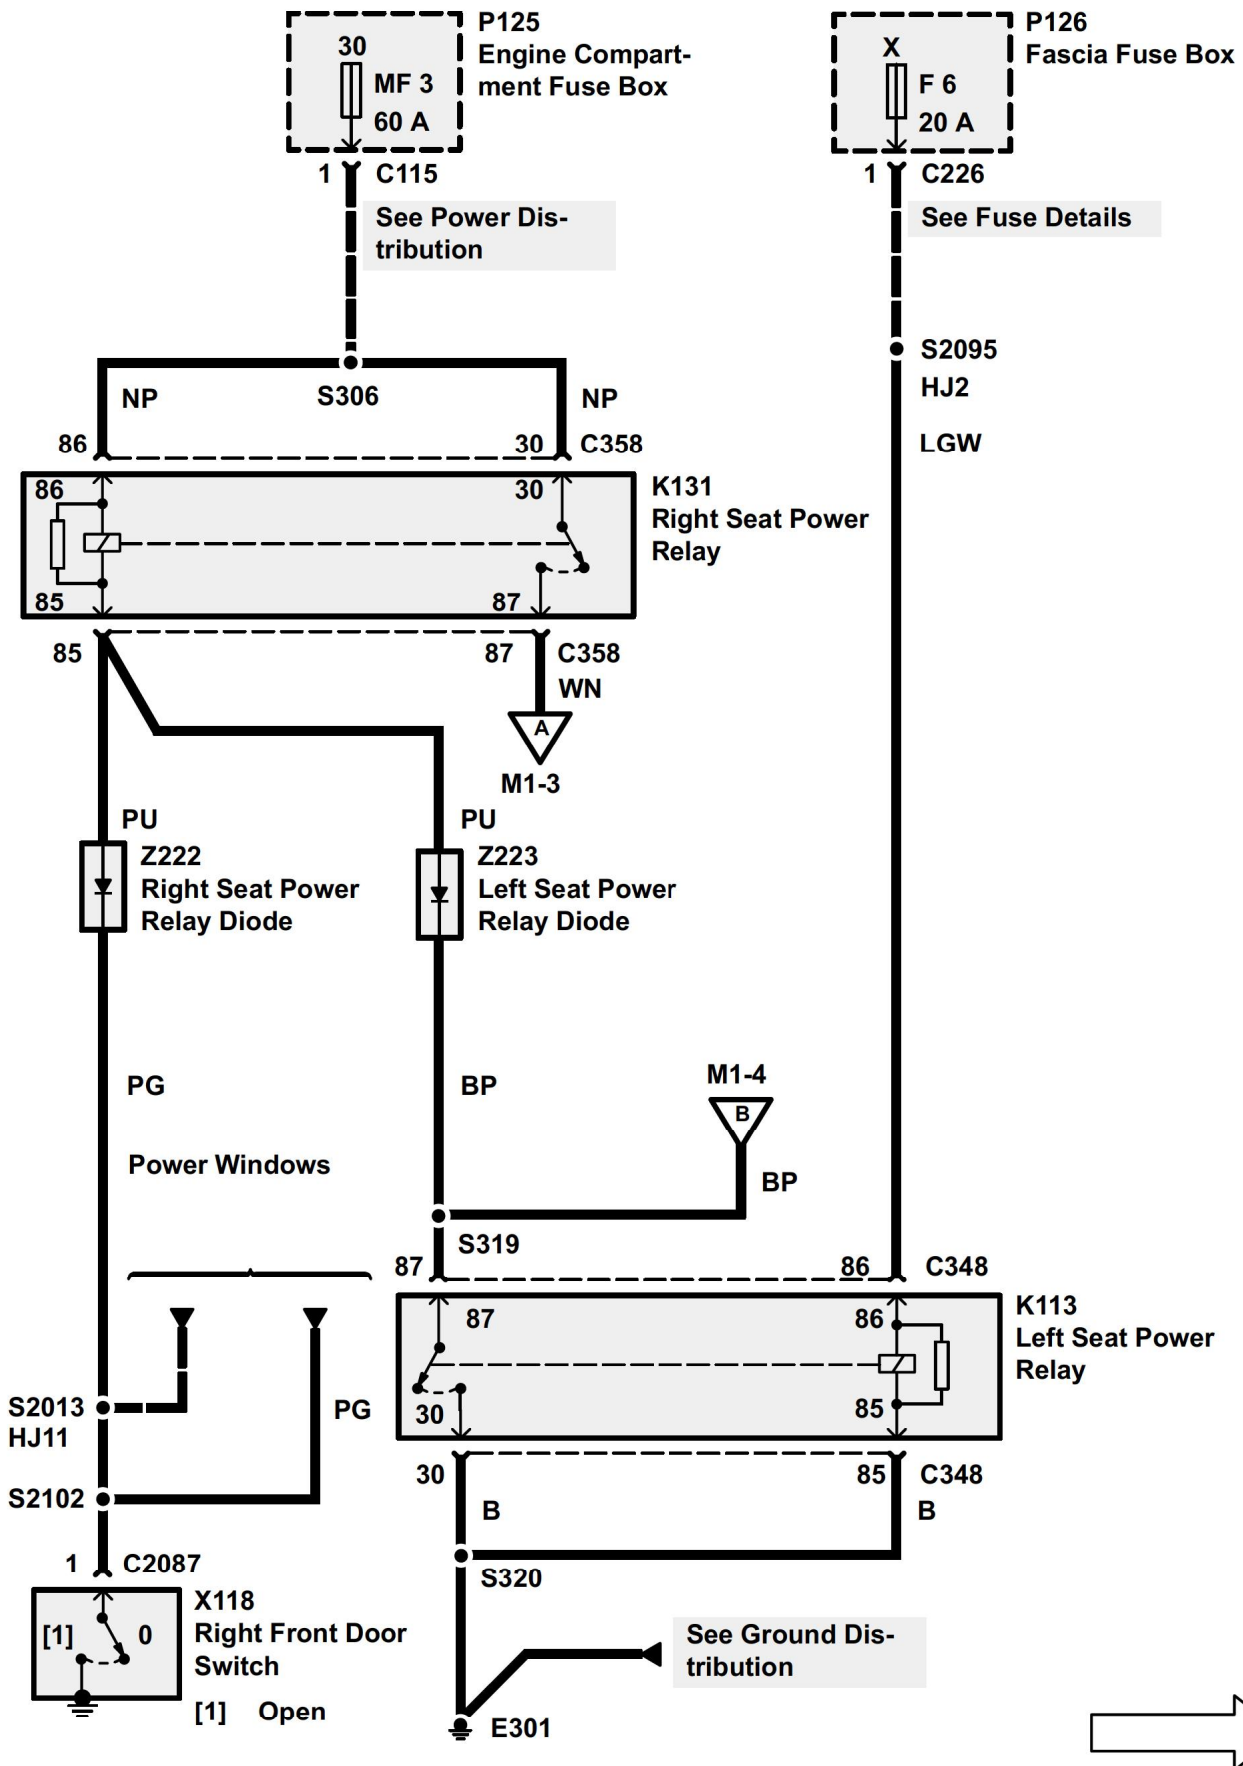 P125
Engine Compart-
ment Fuse Box
30
MF 3
60 A
1 C115
See Power Dis-
tribution
P126
Fascia Fuse Box
X
F 6
20 A
1 C226
See Fuse Details
S2095
HJ2
LGW
NP
S306
NP
86
30 C358
86
30
85
87
K131
Right Seat Power
Relay
85
87 C358
WN
A
M1-3
PU
Z222
Right Seat Power
Relay Diode
PU
Z223
Left Seat Power
Relay Diode
PG
BP
M1-4
B
BP
Power Windows
S319
87
86 C348
87
86
30
85
K113
Left Seat Power
Relay
S2013
HJ11
PG
S2102
30
85 C348
B
B
S320
1 C2087
[1] 0
X118
Right Front Door
Switch
[1] Open
See Ground Dis-
tribution
E301